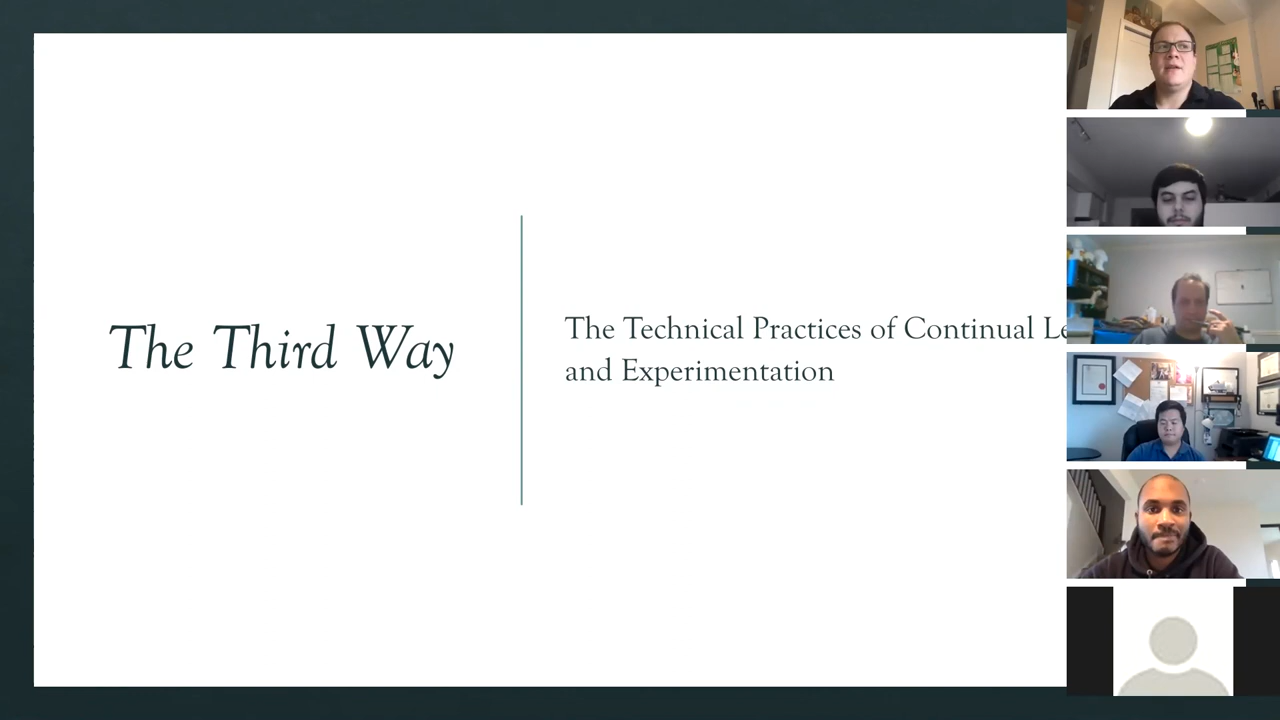 The Third Way
The Technical Practices of Continual Le
and Experimentation